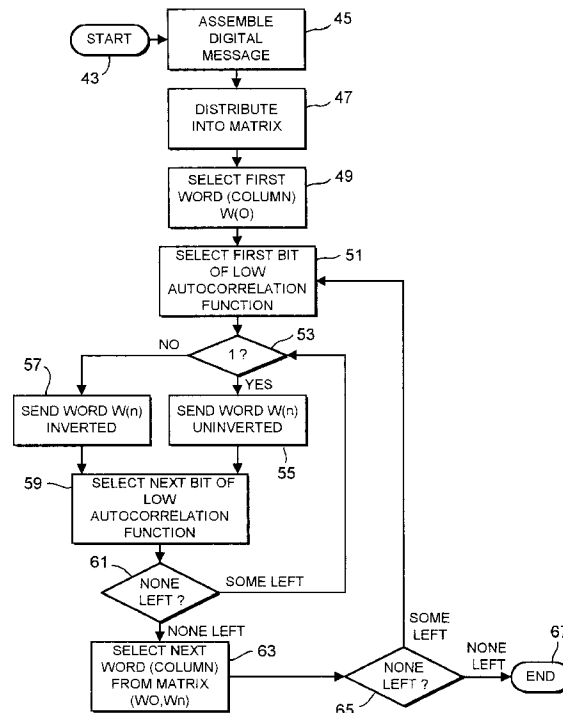 START
43
ASSEMBLE
DIGITAL
MESSAGE
45
DISTRIBUTE
INTO MATRIX
47
SELECT FIRST
WORD (COLUMN)
W(O)
49
SELECT FIRST BIT
OF LOW
AUTOCORRELATION
FUNCTION
51
1 ?
53
NO
YES
57
SEND WORD W(n)
INVERTED
SEND WORD W(n)
UNINVERTED
55
59
SELECT NEXT BIT OF
LOW
AUTOCORRELATION
FUNCTION
61
NONE
LEFT ?
SOME LEFT
NONE LEFT
SELECT NEXT
WORD (COLUMN)
FROM MATRIX
(WO,Wn)
63
NONE
LEFT ?
65
SOME
LEFT
NONE
LEFT
END
67